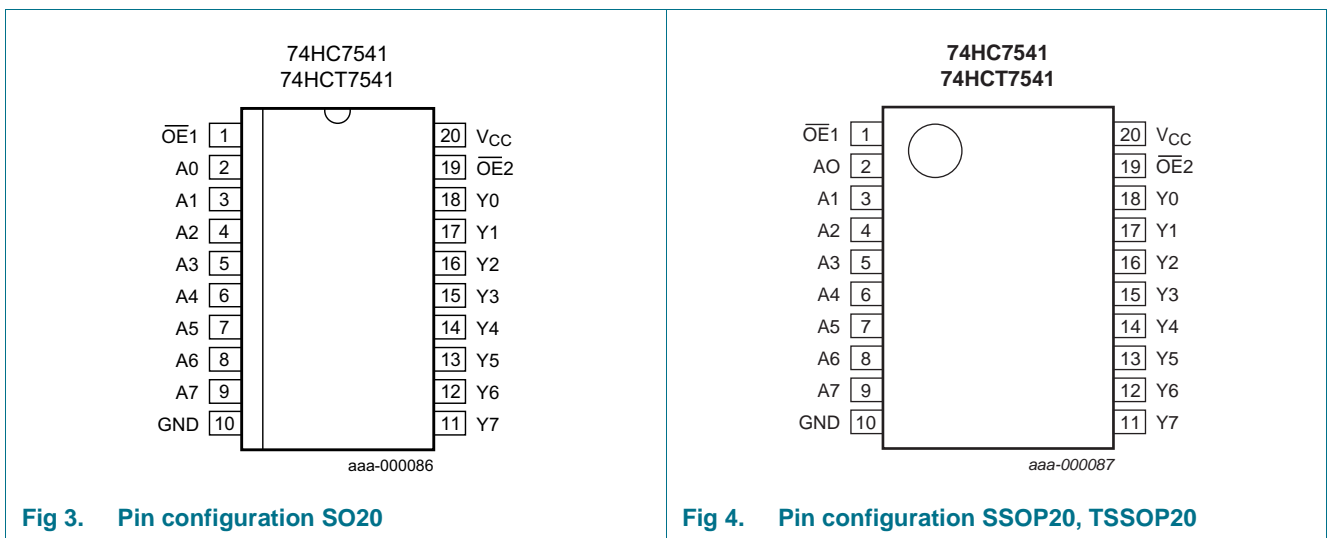 74HC7541
74HCT7541
O̅E̅1 1 20 VCC
A0 2 19 O̅E̅2
A1 3 18 Y0
A2 4 17 Y1
A3 5 16 Y2
A4 6 15 Y3
A5 7 14 Y4
A6 8 13 Y5
A7 9 12 Y6
GND 10 11 Y7
aaa-000086
Fig 3. Pin configuration SO20
74HC7541
74HCT7541
O̅E̅1 1 20 VCC
AO 2 19 O̅E̅2
A1 3 18 Y0
A2 4 17 Y1
A3 5 16 Y2
A4 6 15 Y3
A5 7 14 Y4
A6 8 13 Y5
A7 9 12 Y6
GND 10 11 Y7
aaa-000087
Fig 4. Pin configuration SSOP20, TSSOP20